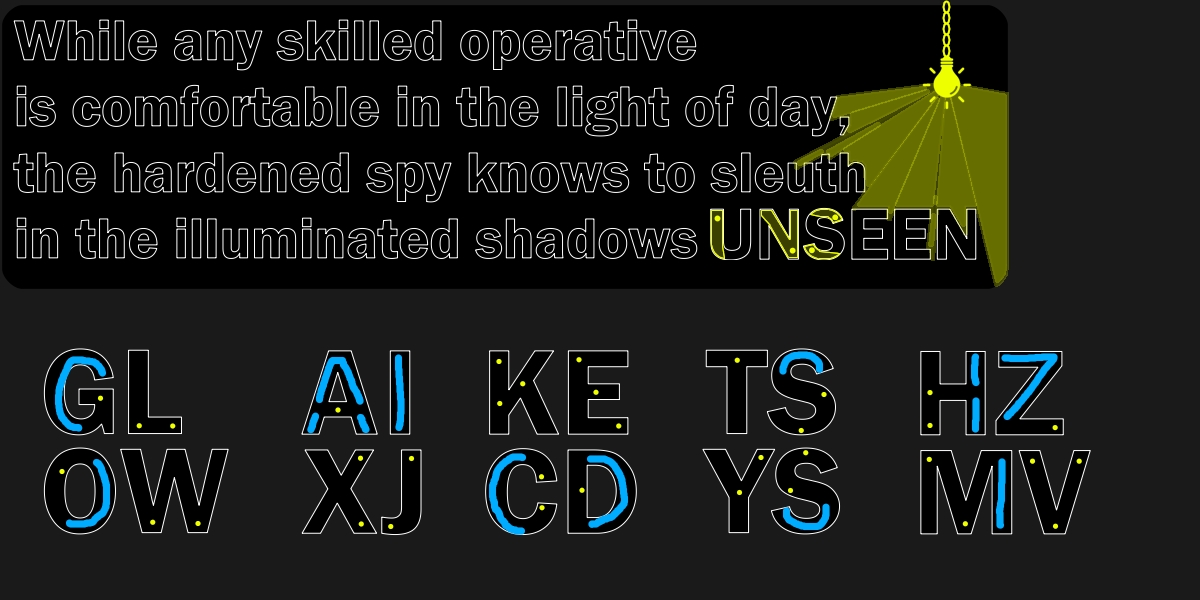 While any skilled operative
is comfortable in the light of day,
the hardened spy knows to sleuth
in the illuminated shadows UNSEEN
GL AI KE TS HZ
OW XJ CD YS MV